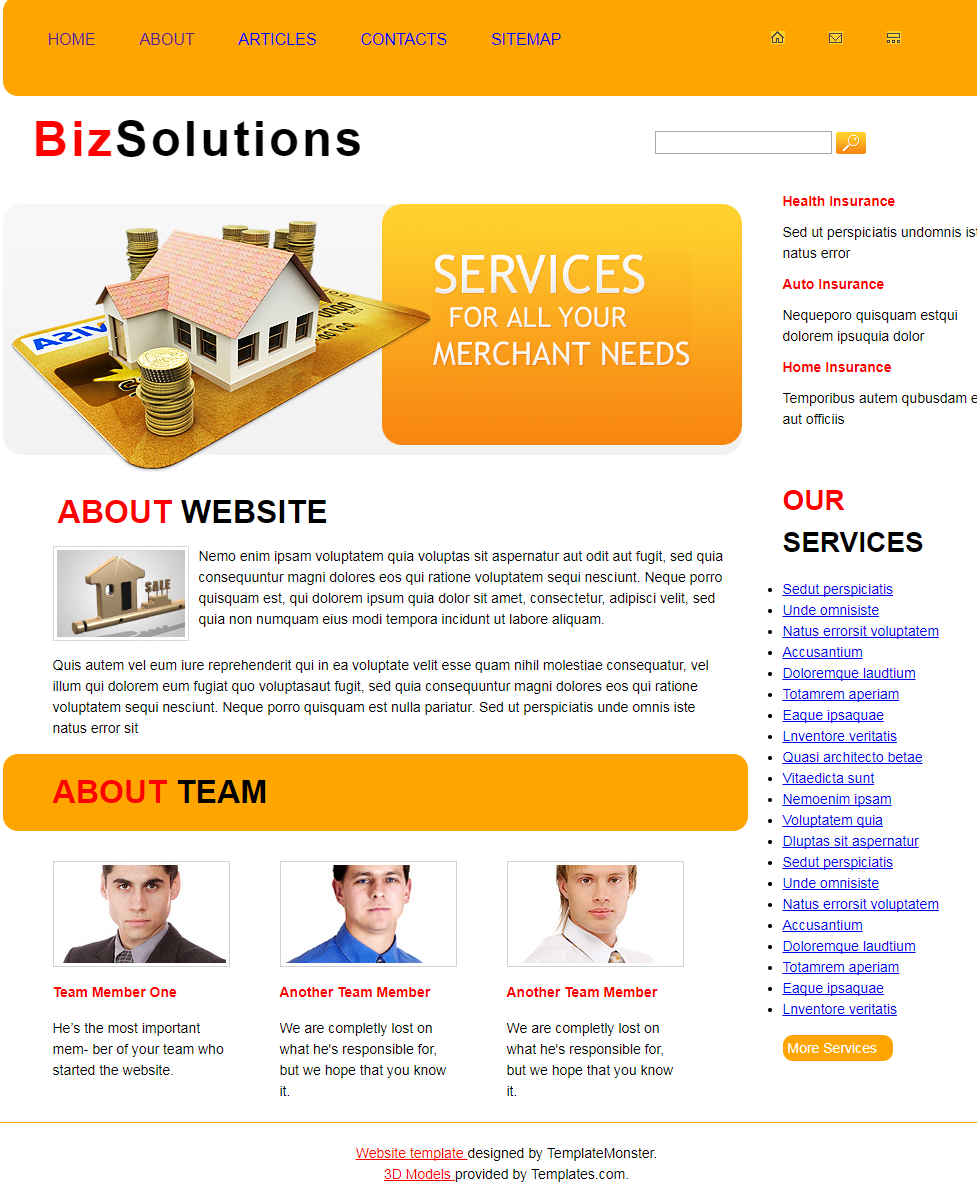 HOME ABOUT ARTICLES CONTACTS SITEMAP
BizSolutions
SERVICES
FOR ALL YOUR
MERCHANT NEEDS
VISA
Health Insurance
Sed ut perspiciatis undomnis ist
natus error
Auto Insurance
Nequeporo quisquam estqui
dolorem ipsuquia dolor
Home Insurance
Temporibus autem qubusdam e
aut officiis
ABOUT WEBSITE
SALE
Nemo enim ipsam voluptatem quia voluptas sit aspernatur aut odit aut fugit, sed quia
consequuntur magni dolores eos qui ratione voluptatem sequi nesciunt. Neque porro
quisquam est, qui dolorem ipsum quia dolor sit amet, consectetur, adipisci velit, sed
quia non numquam eius modi tempora incidunt ut labore aliquam.
Quis autem vel eum iure reprehenderit qui in ea voluptate velit esse quam nihil molestiae consequatur, vel
illum qui dolorem eum fugiat quo voluptasaut fugit, sed quia consequuntur magni dolores eos qui ratione
voluptatem sequi nesciunt. Neque porro quisquam est nulla pariatur. Sed ut perspiciatis unde omnis iste
natus error sit
ABOUT TEAM
Team Member One
He’s the most important
mem- ber of your team who
started the website.
Another Team Member
We are completly lost on
what he's responsible for,
but we hope that you know
it.
Another Team Member
We are completly lost on
what he's responsible for,
but we hope that you know
it.
OUR
SERVICES
Sedut perspiciatis
Unde omnisiste
Natus errorsit voluptatem
Accusantium
Doloremque laudtium
Totamrem aperiam
Eaque ipsaquae
Lnventore veritatis
Quasi architecto betae
Vitaedicta sunt
Nemoenim ipsam
Voluptatem quia
Dluptas sit aspernatur
Sedut perspiciatis
Unde omnisiste
Natus errorsit voluptatem
Accusantium
Doloremque laudtium
Totamrem aperiam
Eaque ipsaquae
Lnventore veritatis
More Services
Website template designed by TemplateMonster.
3D Models provided by Templates.com.